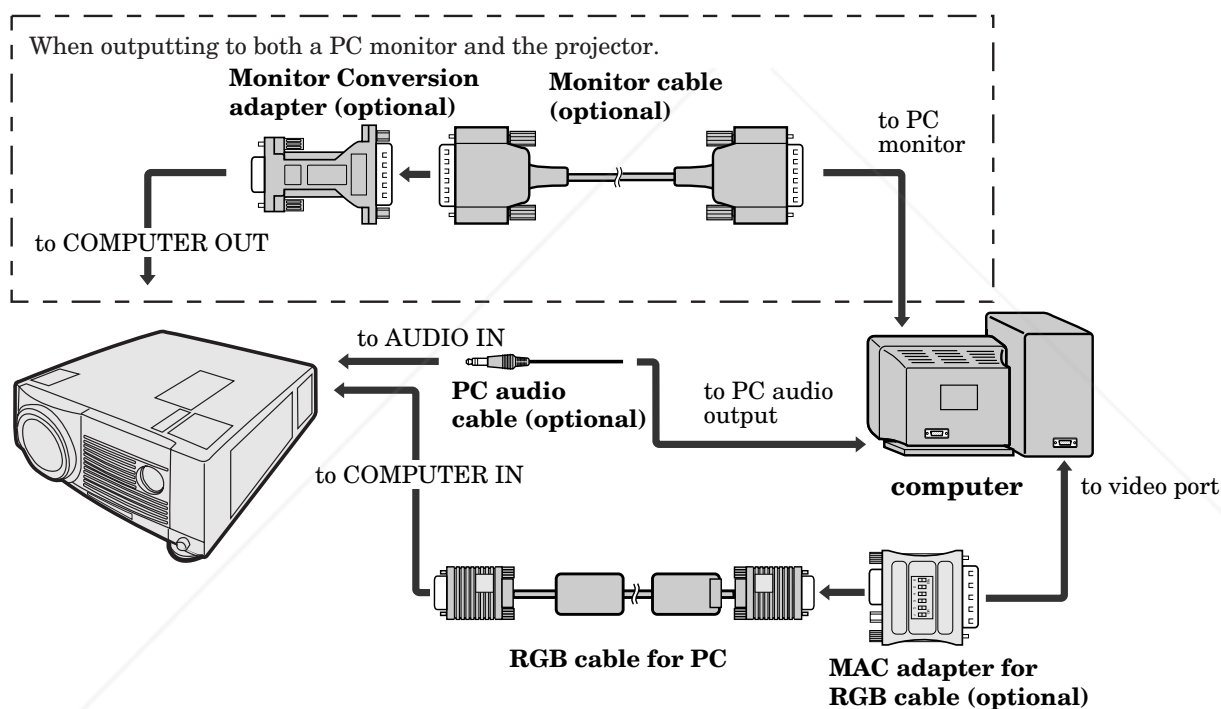 When outputting to both a PC monitor and the projector.
Monitor Conversion
adapter (optional)
Monitor cable
(optional)
to PC
monitor
to COMPUTER OUT
to AUDIO IN
PC audio
cable (optional)
to PC audio
output
to COMPUTER IN
computer
to video port
RGB cable for PC
MAC adapter for
RGB cable (optional)